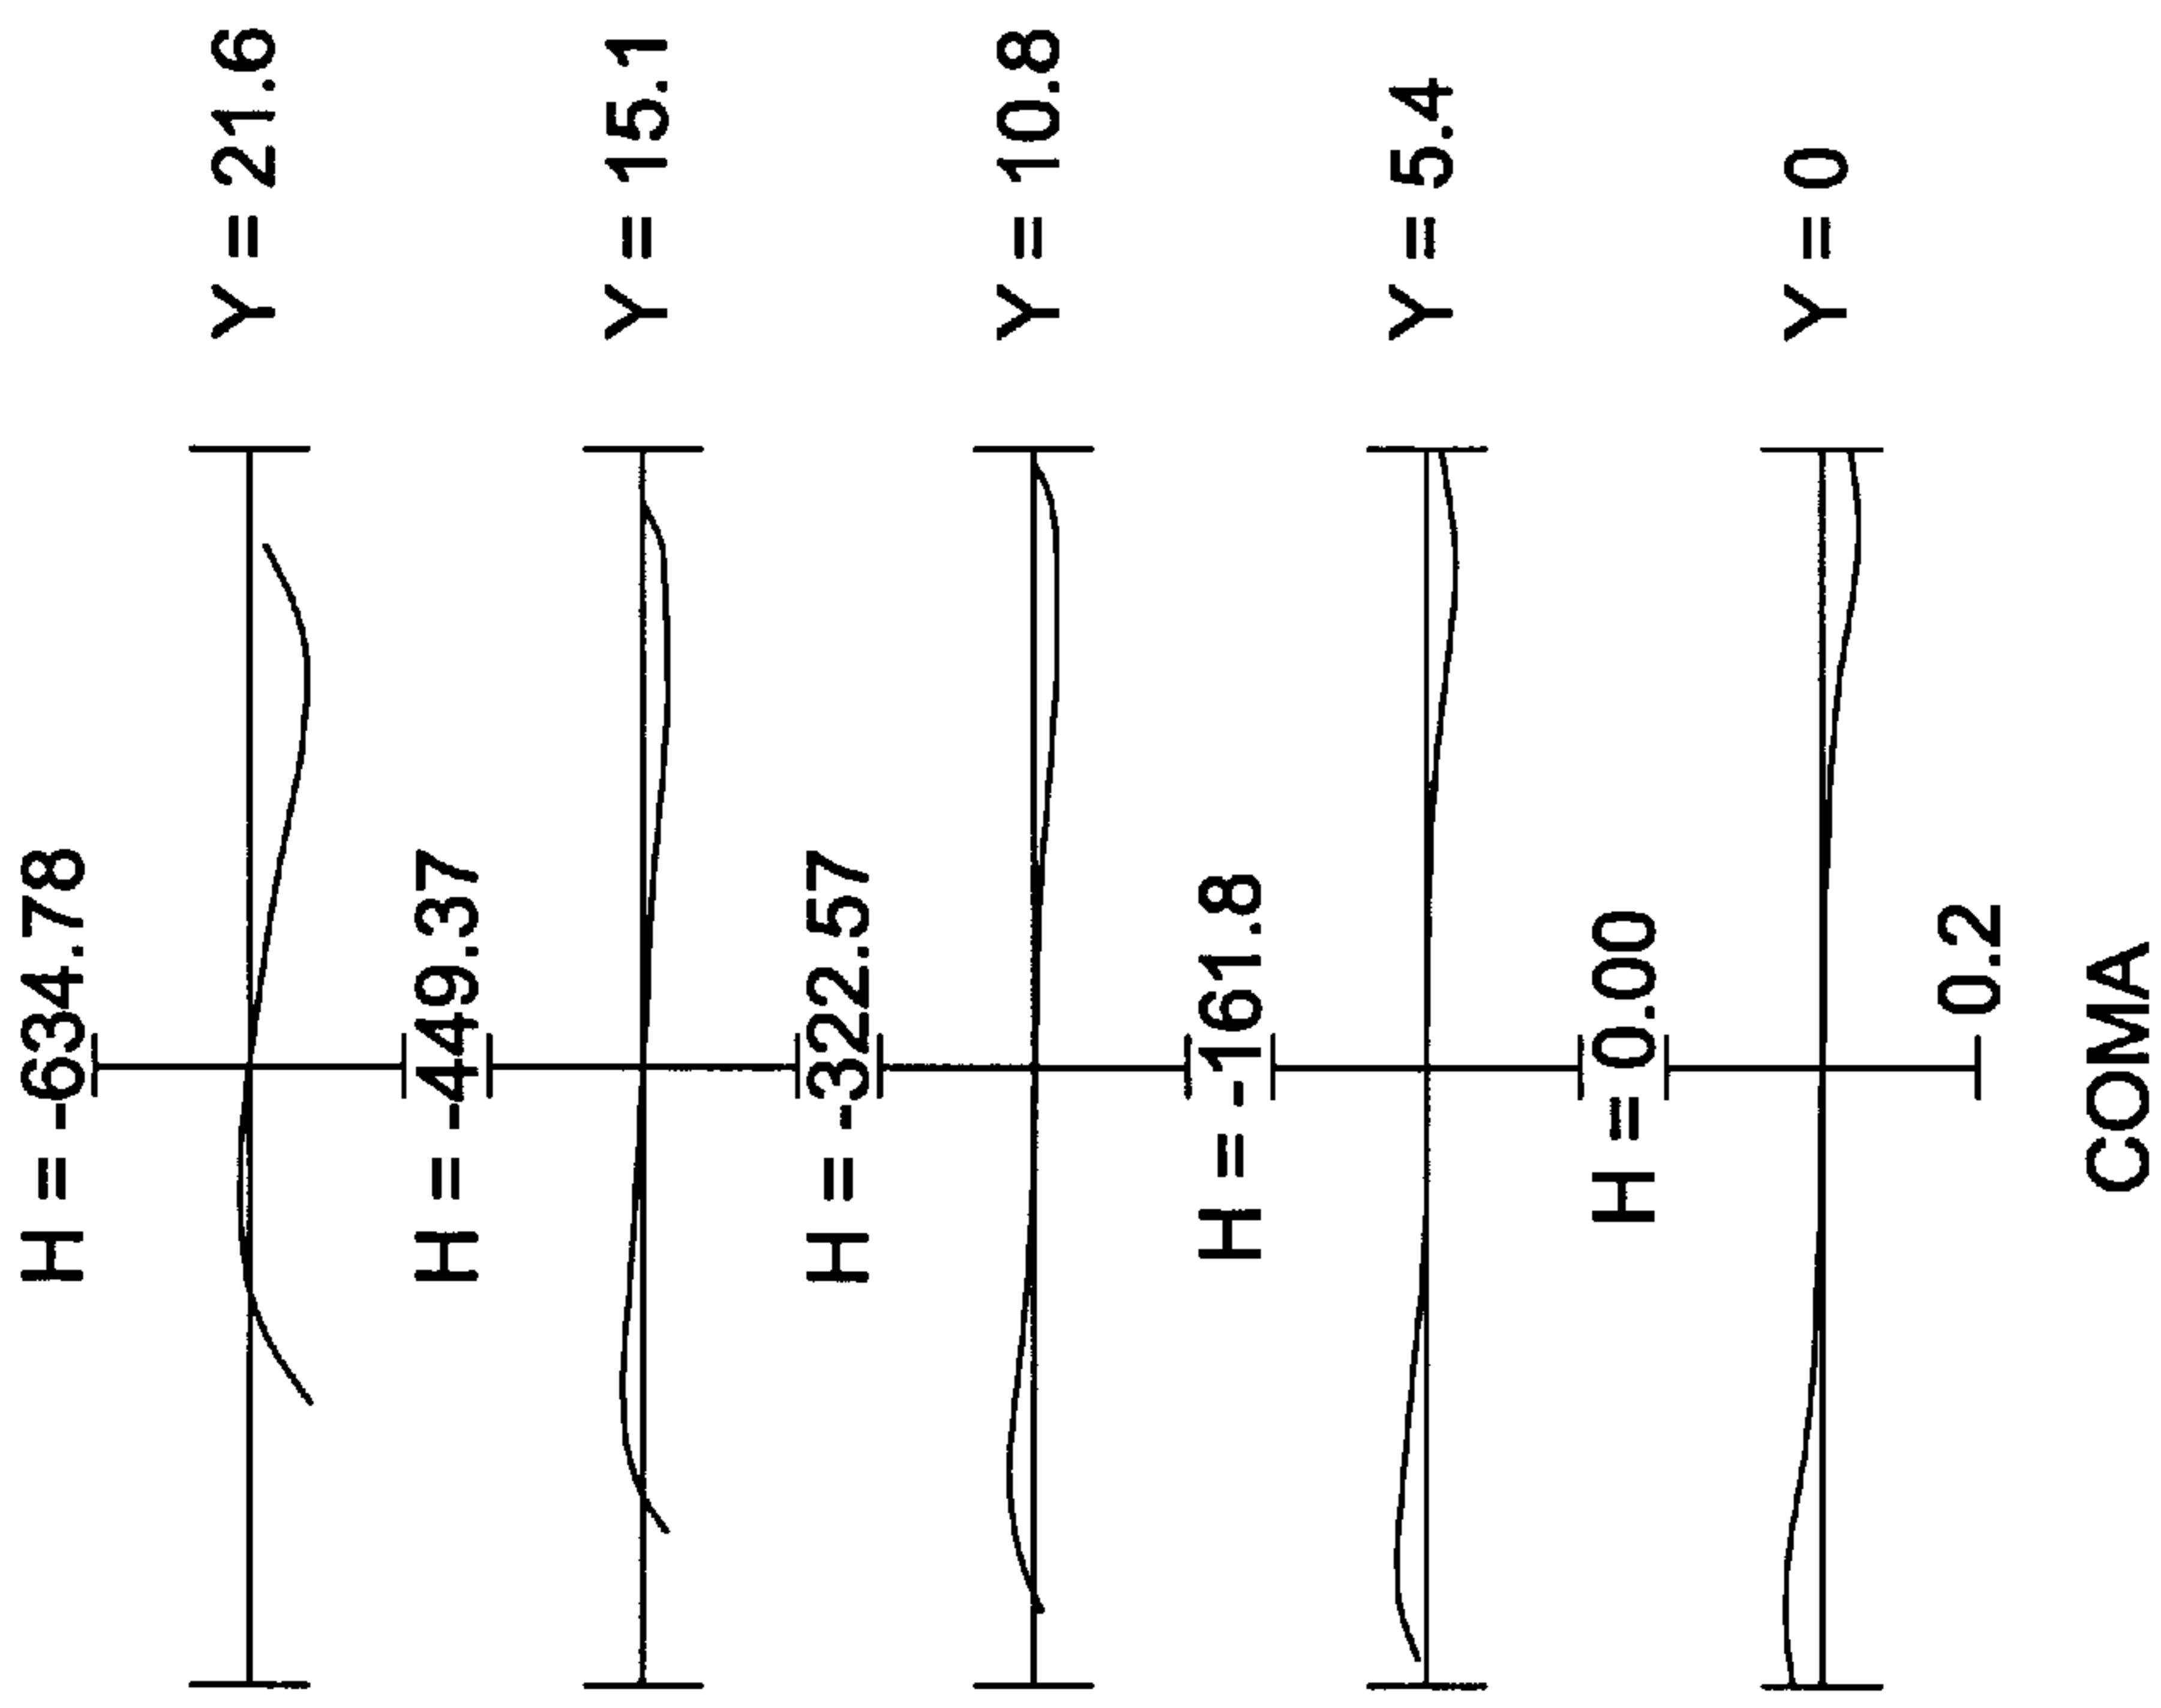 H = -634.78
Y = 21.6
H = -449.37
Y = 15.1
H = -322.57
Y = 10.8
H = -161.8
Y = 5.4
H = 0.00
Y = 0
0.2
COMA